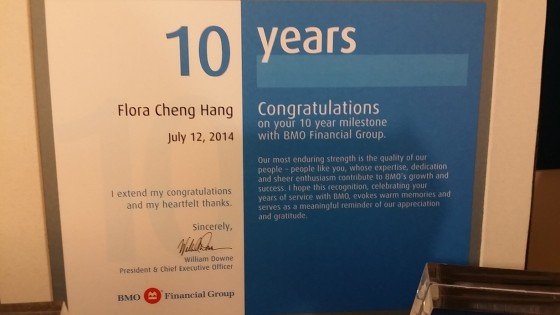 10 years
Flora Cheng Hang
July 12, 2014
I extend my congratulations
and my heartfelt thanks.
Sincerely,
William Downe
President & Chief Executive Officer
BMO Financial Group
Congratulations
on your 10 year milestone
with BMO Financial Group.
Our most enduring strength is the quality of our
people – people like you, whose expertise, dedication
and sheer enthusiasm contribute to BMO's growth and
success. I hope this recognition, celebrating your
years of service with BMO, evokes warm memories and
serves as a meaningful reminder of our appreciation
and gratitude.